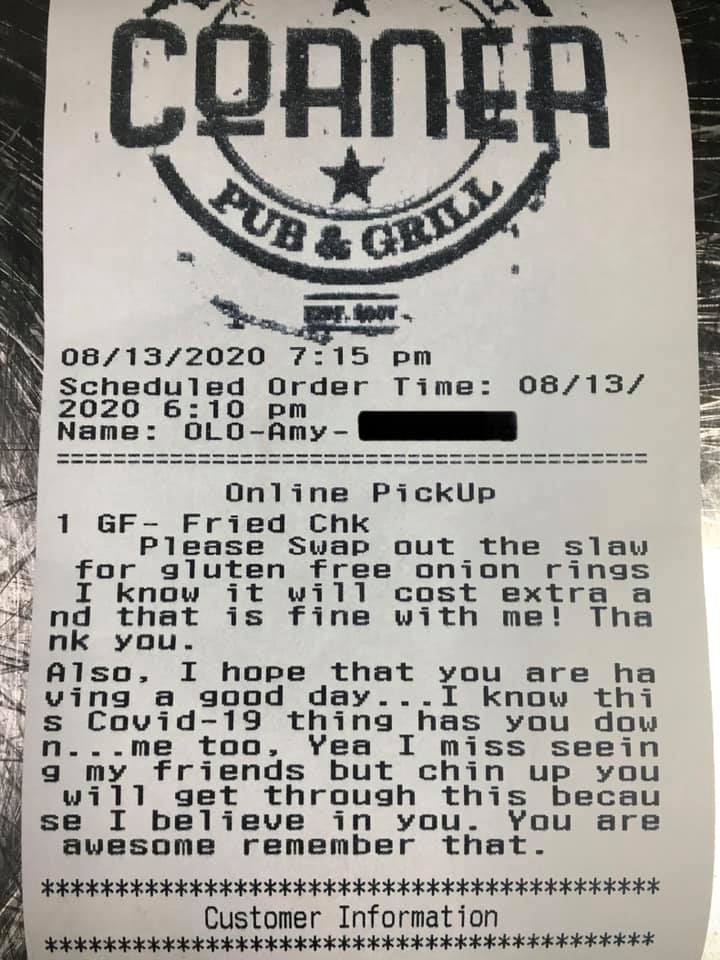 CORNER
PUB & GRILL
08/13/2020 7:15 pm
Scheduled Order Time: 08/13/
2020 6:10 pm
Name: OLO-Amy-
==============================================
Online PickUp
1 GF- Fried Chk
Please Swap out the slaw
for gluten free onion rings
I know it will cost extra a
nd that is fine with me! Tha
nk you.
Also, I hope that you are ha
ving a good day...I know thi
s Covid-19 thing has you dow
n...me too, Yea I miss seein
g my friends but chin up you
will get through this becau
se I believe in you. You are
awesome remember that.
******************************************
Customer Information
******************************************